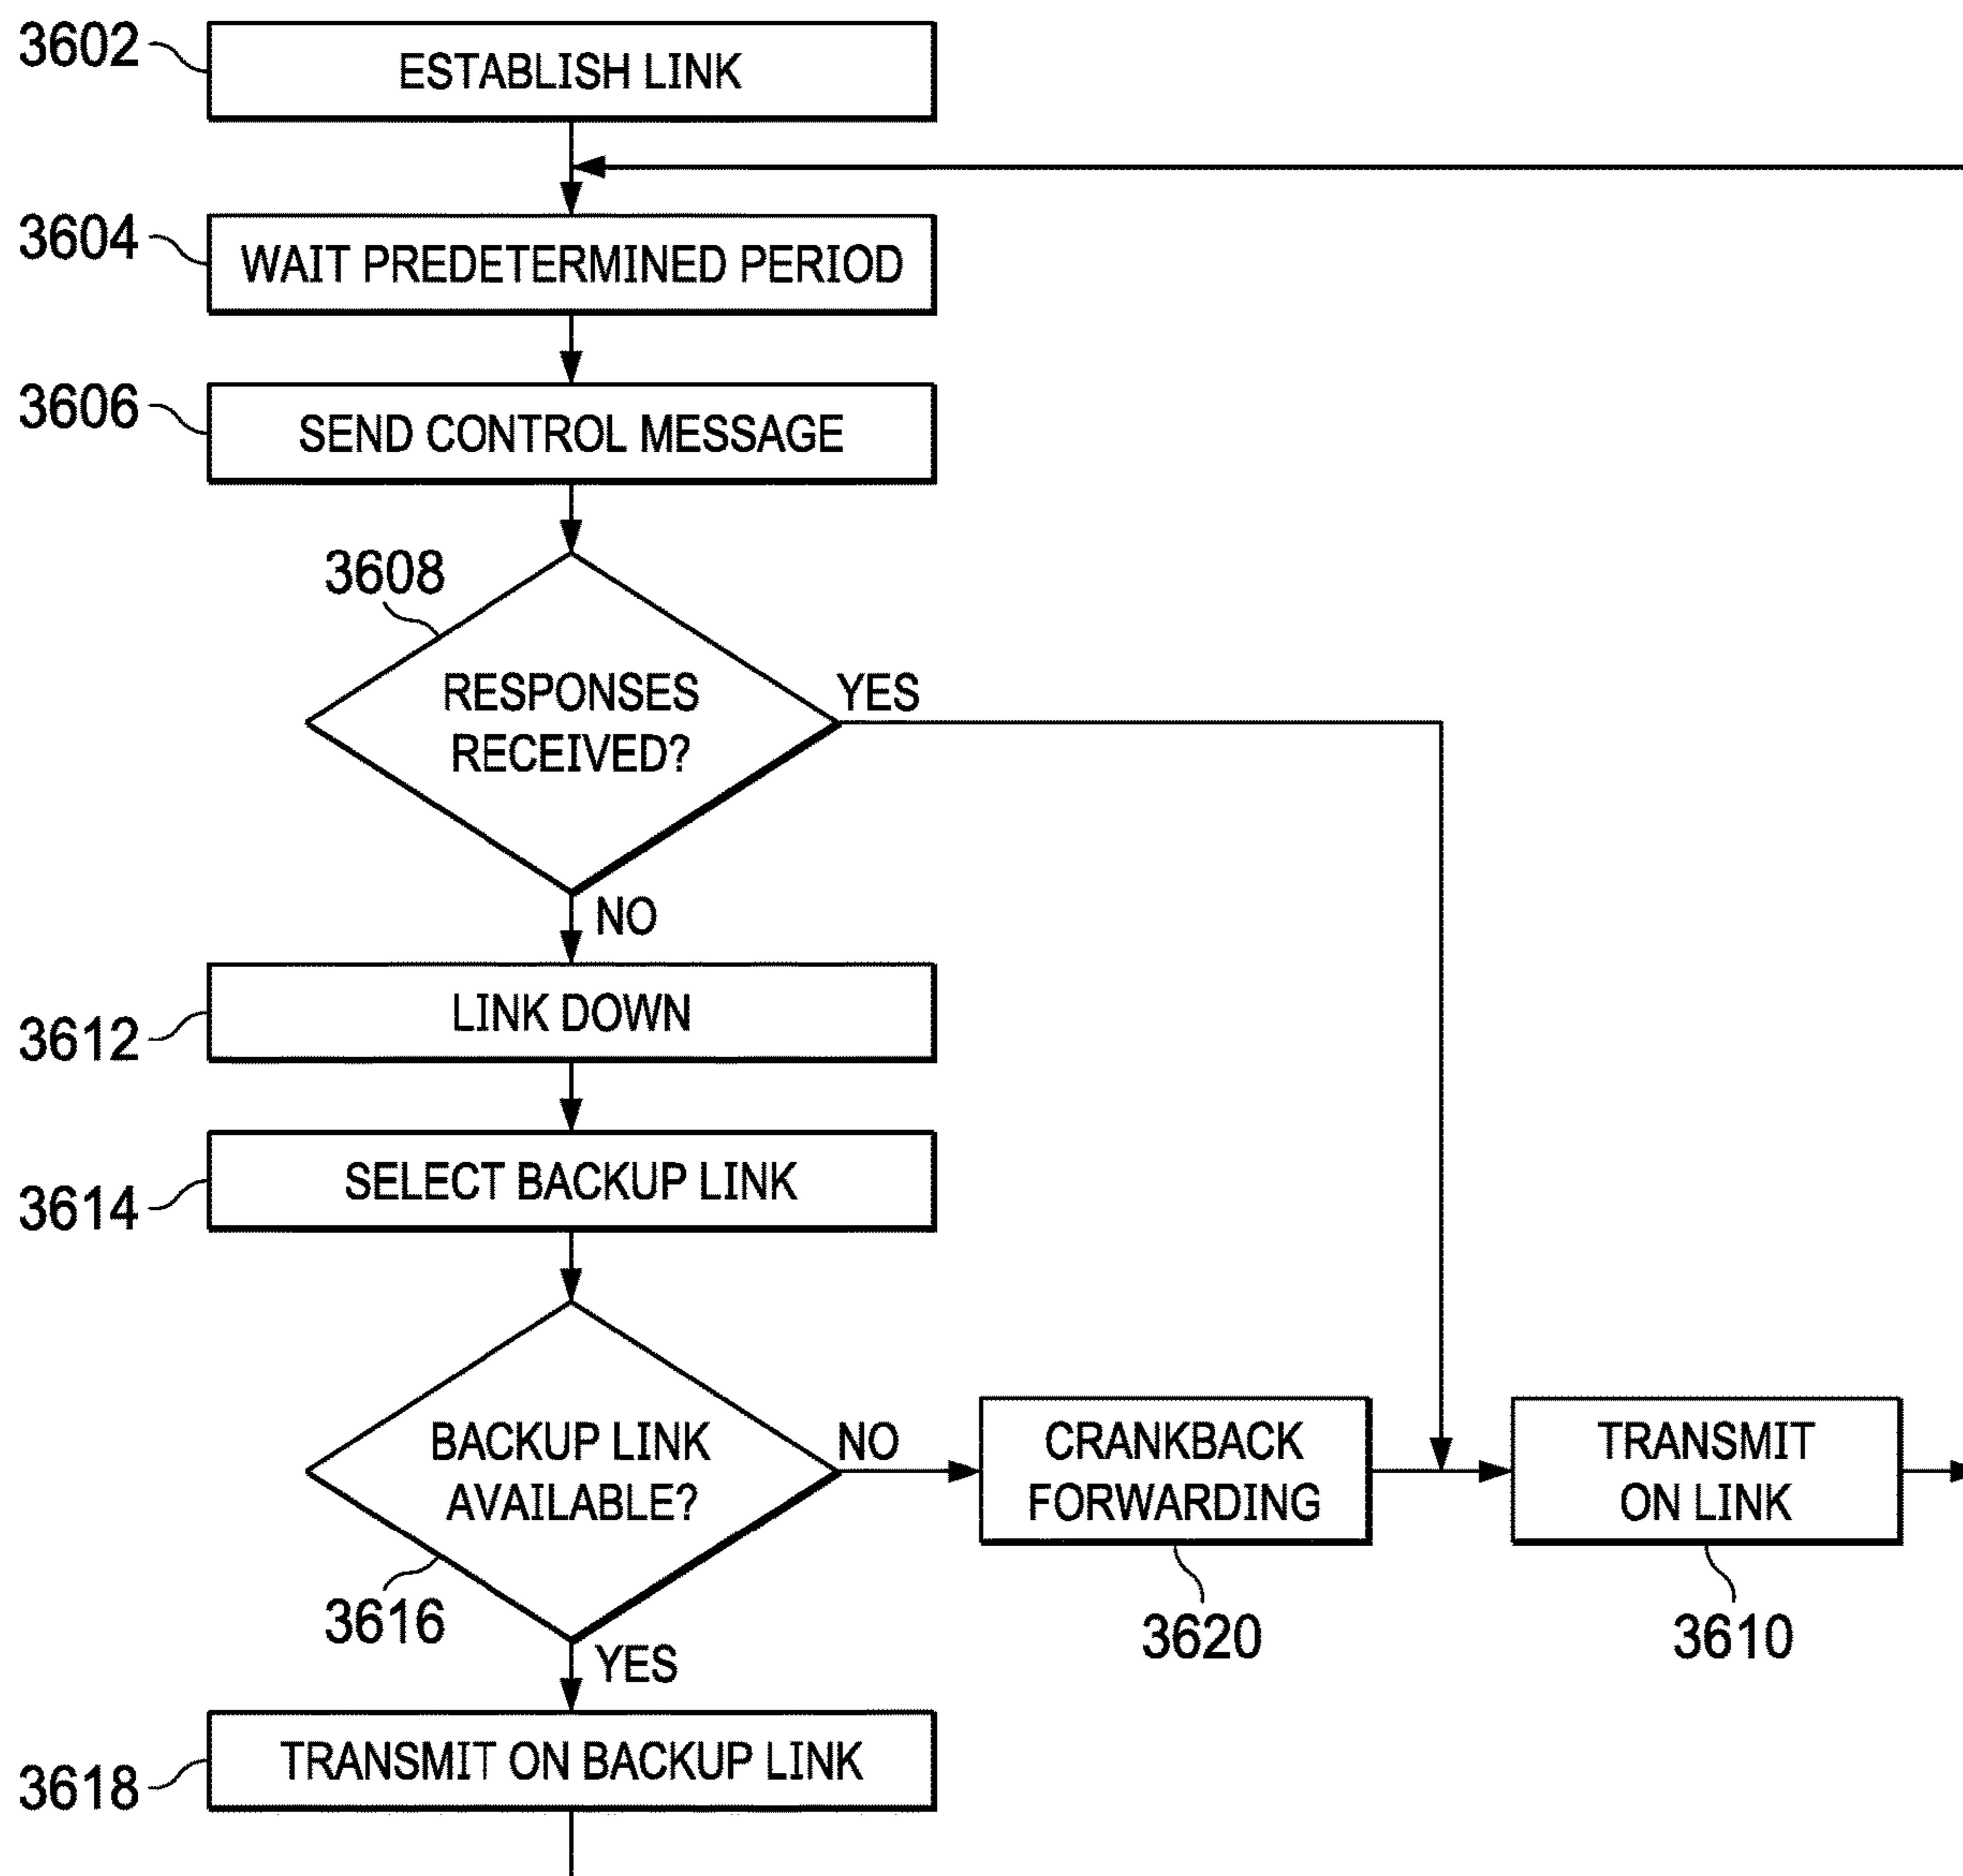 3602
ESTABLISH LINK
3604
WAIT PREDETERMINED PERIOD
3606
SEND CONTROL MESSAGE
3608
RESPONSES
RECEIVED?
YES
NO
3612
LINK DOWN
3614
SELECT BACKUP LINK
BACKUP LINK
AVAILABLE?
NO
CRANKBACK
FORWARDING
TRANSMIT
ON LINK
3616
3620
3610
YES
3618
TRANSMIT ON BACKUP LINK